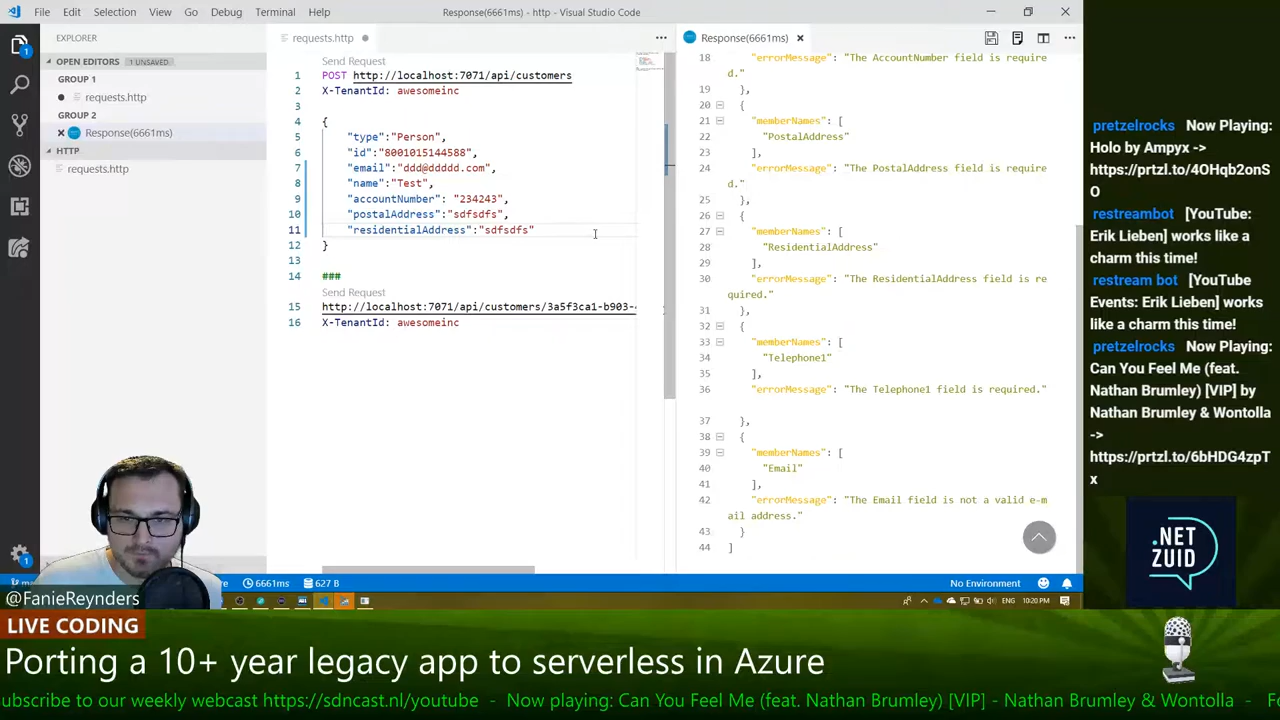 File Edit Selection View Go Debug Terminal Help
Response(6661ms) - http - Visual Studio Code
EXPLORER
OPEN EDITORS 1 UNSAVED
GROUP 1
requests.http
GROUP 2
Response(6661ms)
HTTP
requests.http
requests.http
Send Request
1 POST http://localhost:7071/api/customers
2 X-TenantId: awesomeinc
3
4 {
5 "type":"Person",
6 "id":"8001015144588",
7 "email":"ddd@ddddd.com",
8 "name":"Test",
9 "accountNumber": "234243",
10 "postalAddress":"sdfsdfs",
11 "residentialAddress":"sdfsdfs"
12 }
13
14 ###
Send Request
15 http://localhost:7071/api/customers/3a5f3ca1-b903-
16 X-TenantId: awesomeinc
Response(6661ms)
18 "errorMessage": "The AccountNumber field is require
d."
19 },
20 {
21 "memberNames": [
22 "PostalAddress"
23 ],
24 "errorMessage": "The PostalAddress field is require
d."
25 },
26 {
27 "memberNames": [
28 "ResidentialAddress"
29 ],
30 "errorMessage": "The ResidentialAddress field is re
quired."
31 },
32 {
33 "memberNames": [
34 "Telephone1"
35 ],
36 "errorMessage": "The Telephone1 field is required."
37 },
38 {
39 "memberNames": [
40 "Email"
41 ],
42 "errorMessage": "The Email field is not a valid e-m
ail address."
43 }
44 ]
6661ms 627 B
No Environment
ENG 10:20 PM
pretzelrocks Now Playing:
Holo by Ampyx ->
https://prtzl.to/4OHqb2onS
O
restreambot [YouTube:
Erik Lieben] works like a
charm this time!
restream bot [YouTube
Events: Erik Lieben] works
like a charm this time!
pretzelrocks Now Playing:
Can You Feel Me (feat.
Nathan Brumley) [VIP] by
Nathan Brumley & Wontolla
->
https://prtzl.to/6bHDG4zpT
x
.NET
ZUID
@FanieReynders
LIVE CODING
Porting a 10+ year legacy app to serverless in Azure
subscribe to our weekly webcast https://sdncast.nl/youtube - Now playing: Can You Feel Me (feat. Nathan Brumley) [VIP] - Nathan Brumley & Wontolla - Fe